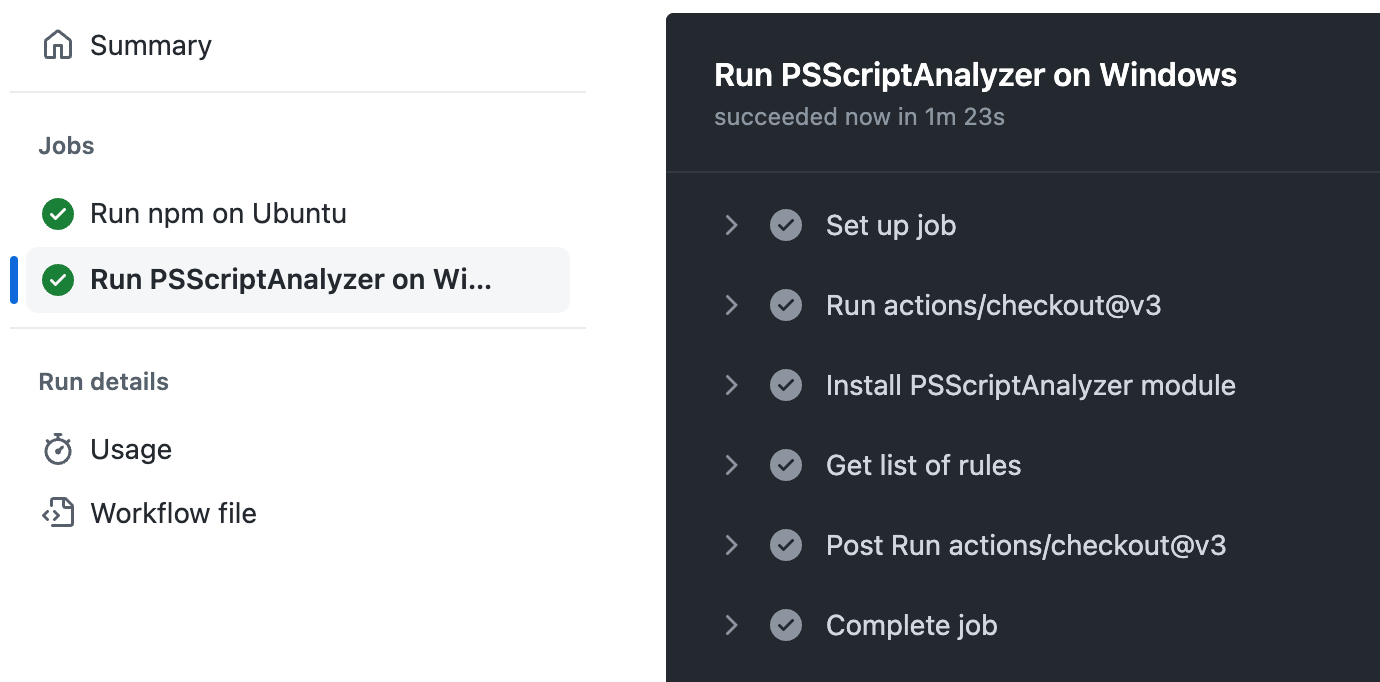 Summary
Jobs
Run npm on Ubuntu
Run PSScriptAnalyzer on Wi...
Run details
Usage
Workflow file
Run PSScriptAnalyzer on Windows
succeeded now in 1m 23s
Set up job
Run actions/checkout@v3
Install PSScriptAnalyzer module
Get list of rules
Post Run actions/checkout@v3
Complete job